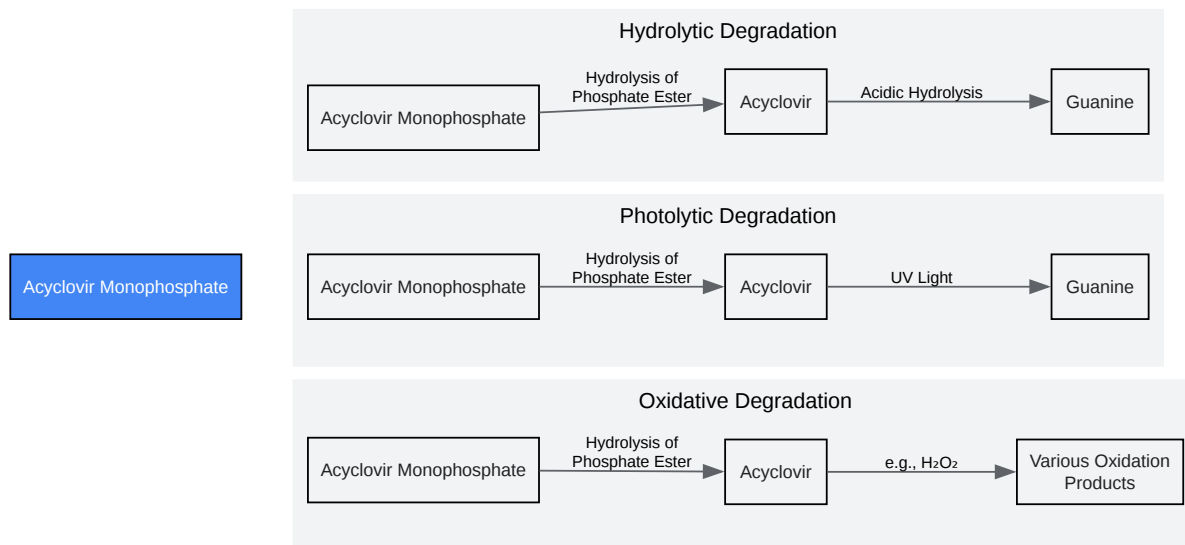 Hydrolytic Degradation
Acyclovir Monophosphate
Hydrolysis of
Phosphate Ester
Acyclovir
Acidic Hydrolysis
Guanine
Acyclovir Monophosphate
Photolytic Degradation
Acyclovir Monophosphate
Hydrolysis of
Phosphate Ester
Acyclovir
UV Light
Guanine
Oxidative Degradation
Acyclovir Monophosphate
Hydrolysis of
Phosphate Ester
Acyclovir
e.g., H₂O₂
Various Oxidation
Products